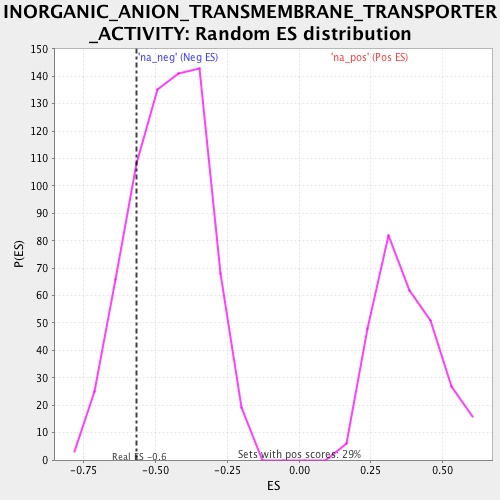 INORGANIC_ANION_TRANSMEMBRANE_TRANSPORTER
_ACTIVITY: Random ES distribution
'na_neg' (Neg ES)
'na_pos' (Pos ES)
150
140
130
120
110
100
90
80
70
60
50
40
30
20
10
0
P(ES)
Real ES -0.6
Sets with pos scores: 29%
-0.75
-0.50
-0.25
0.00
0.25
0.50
ES